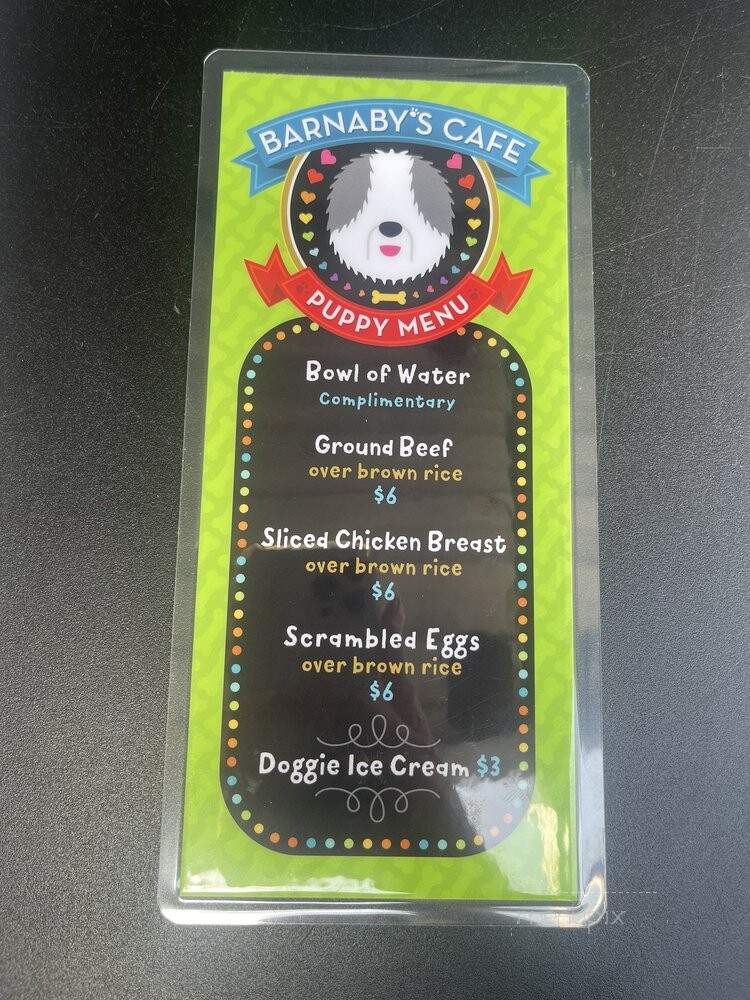 BARNABY'S CAFE
PUPPY MENU
Bowl of Water
Complimentary
Ground Beef
over brown rice
$6
Sliced Chicken Breast
over brown rice
$6
Scrambled Eggs
over brown rice
$6
Doggie Ice Cream $3